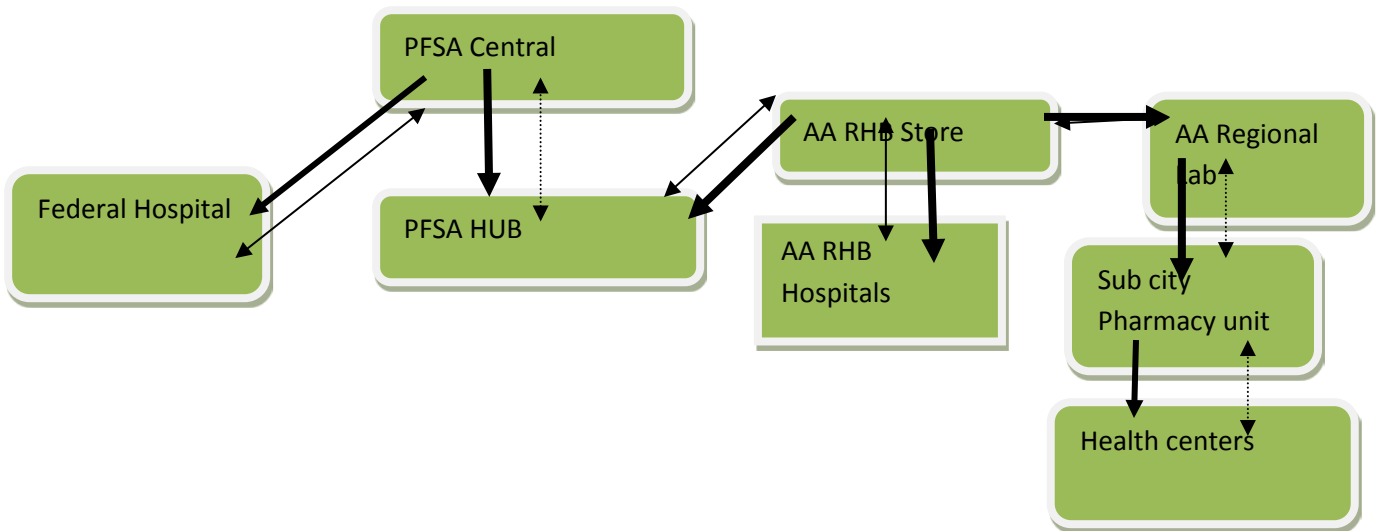 PFSA Central
Federal Hospital
PFSA HUB
AA RHB Store
AA RHB
Hospitals
AA Regional
Lab
Sub city
Pharmacy unit
Health centers